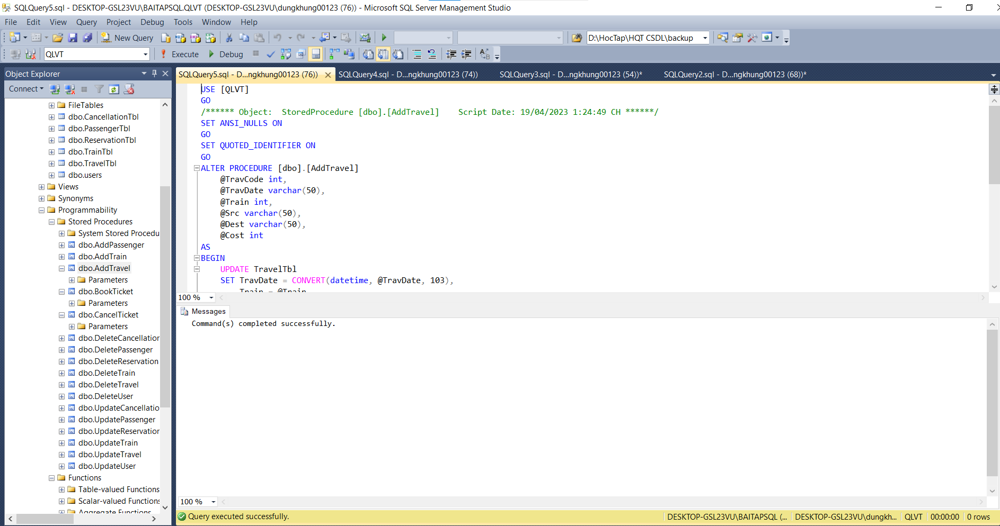 SQLQuery5.sql - DESKTOP-GSL23VU\BAITAPSQL.QLVT (DESKTOP-GSL23VU\dungkhung00123 (76)) - Microsoft SQL Server Management Studio
File Edit View Query Project Debug Tools Window Help
New Query D:\HocTap\HQT CSDL\backup
QLVT Execute Debug
Object Explorer
Connect
FileTables
dbo.CancellationTbl
dbo.PassengerTbl
dbo.ReservationTbl
dbo.TrainTbl
dbo.TravelTbl
dbo.users
Views
Synonyms
Programmability
Stored Procedures
System Stored Procedu
dbo.AddPassenger
dbo.AddTrain
dbo.AddTravel
Parameters
dbo.BookTicket
Parameters
dbo.CancelTicket
Parameters
dbo.DeleteCancellation
dbo.DeletePassenger
dbo.DeleteReservation
dbo.DeleteTrain
dbo.DeleteTravel
dbo.DeleteUser
dbo.UpdateCancellatio
dbo.UpdatePassenger
dbo.UpdateReservation
dbo.UpdateTrain
dbo.UpdateTravel
dbo.UpdateUser
Functions
Table-valued Functions
Scalar-valued Functions
Aggregate Functions
SQLQuery5.sql - D...ngkhung00123 (76)) SQLQuery4.sql - D...ngkhung00123 (74)) SQLQuery3.sql - D...ngkhung00123 (54))* SQLQuery2.sql - D...ngkhung00123 (68))*
USE [QLVT]
GO
/****** Object:  StoredProcedure [dbo].[AddTravel]    Script Date: 19/04/2023 1:24:49 CH ******/
SET ANSI_NULLS ON
GO
SET QUOTED_IDENTIFIER ON
GO
ALTER PROCEDURE [dbo].[AddTravel]
@TravCode int,
@TravDate varchar(50),
@Train int,
@Src varchar(50),
@Dest varchar(50),
@Cost int
AS
BEGIN
UPDATE TravelTbl
SET TravDate = CONVERT(datetime, @TravDate, 103),
Train = @Train
100 %
Messages
Command(s) completed successfully.
100 %
Query executed successfully. DESKTOP-GSL23VU\BAITAPSQL (... DESKTOP-GSL23VU\dungkh... QLVT 00:00:00 0 rows